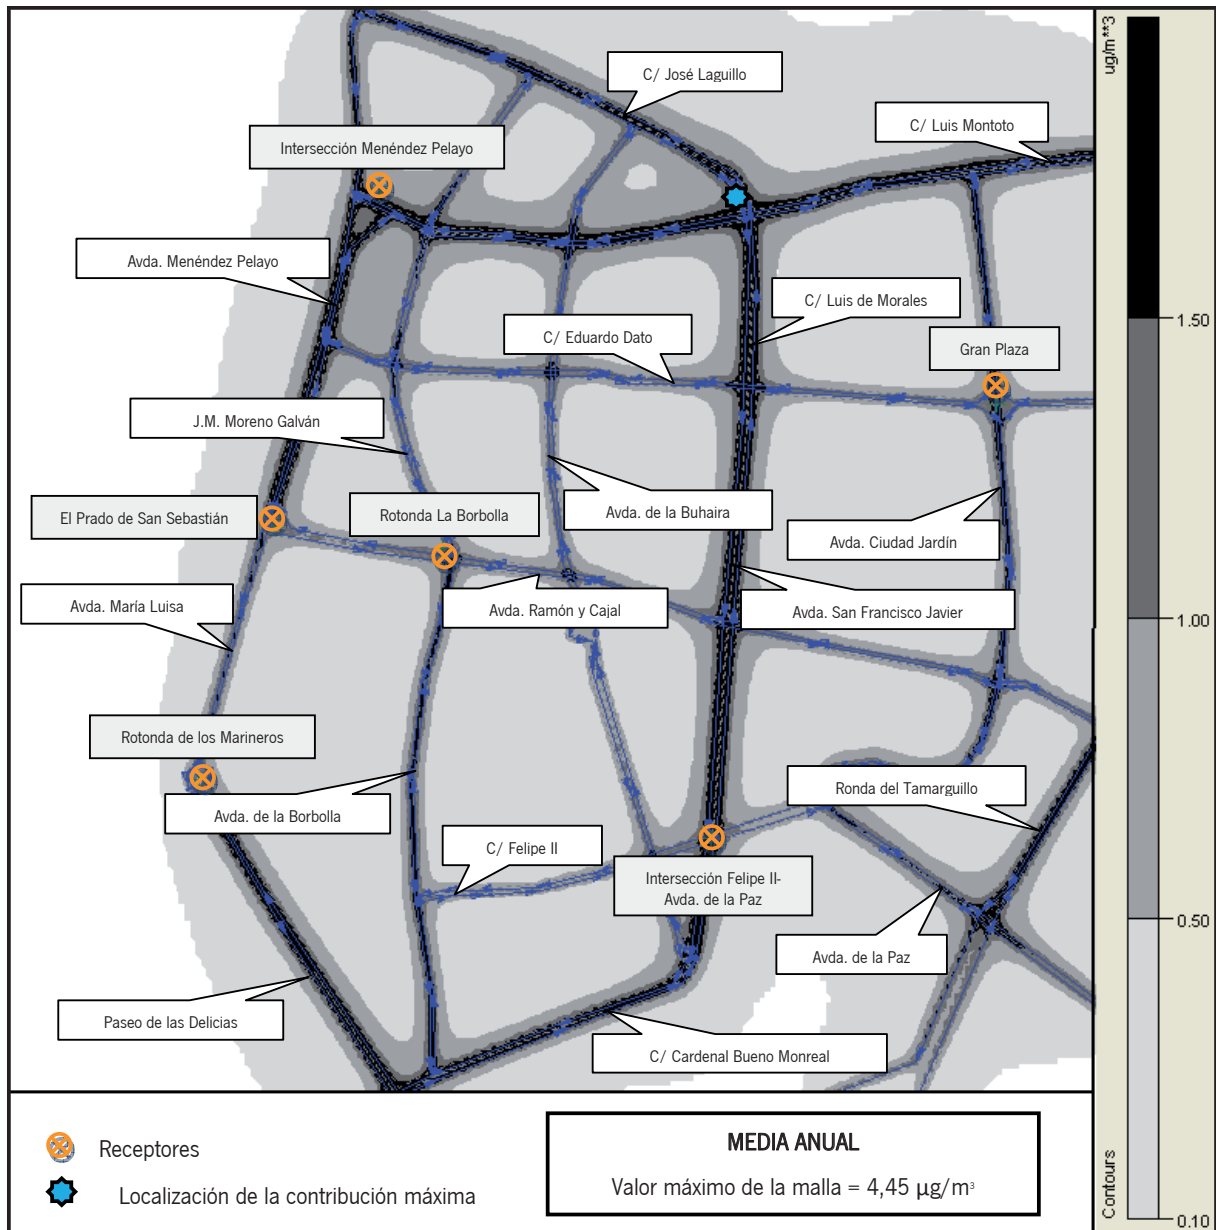 ug/m**3
C/ José Laguillo
C/ Luis Montoto
Intersección Menéndez Pelayo
Avda. Menéndez Pelayo
C/ Luis de Morales
1.50
C/ Eduardo Dato
Gran Plaza
J.M. Moreno Galván
El Prado de San Sebastián
Rotonda La Borbolla
Avda. de la Buhaira
Avda. Ciudad Jardín
Avda. María Luisa
Avda. Ramón y Cajal
Avda. San Francisco Javier
1.00
Rotonda de los Marineros
Ronda del Tamarguillo
Avda. de la Borbolla
C/ Felipe II
Intersección Felipe II-
Avda. de la Paz
0.50
Avda. de la Paz
Paseo de las Delicias
C/ Cardenal Bueno Monreal
Receptores
Localización de la contribución máxima
MEDIA ANUAL
Valor máximo de la malla = 4,45 µg/m³
Contours
0.10